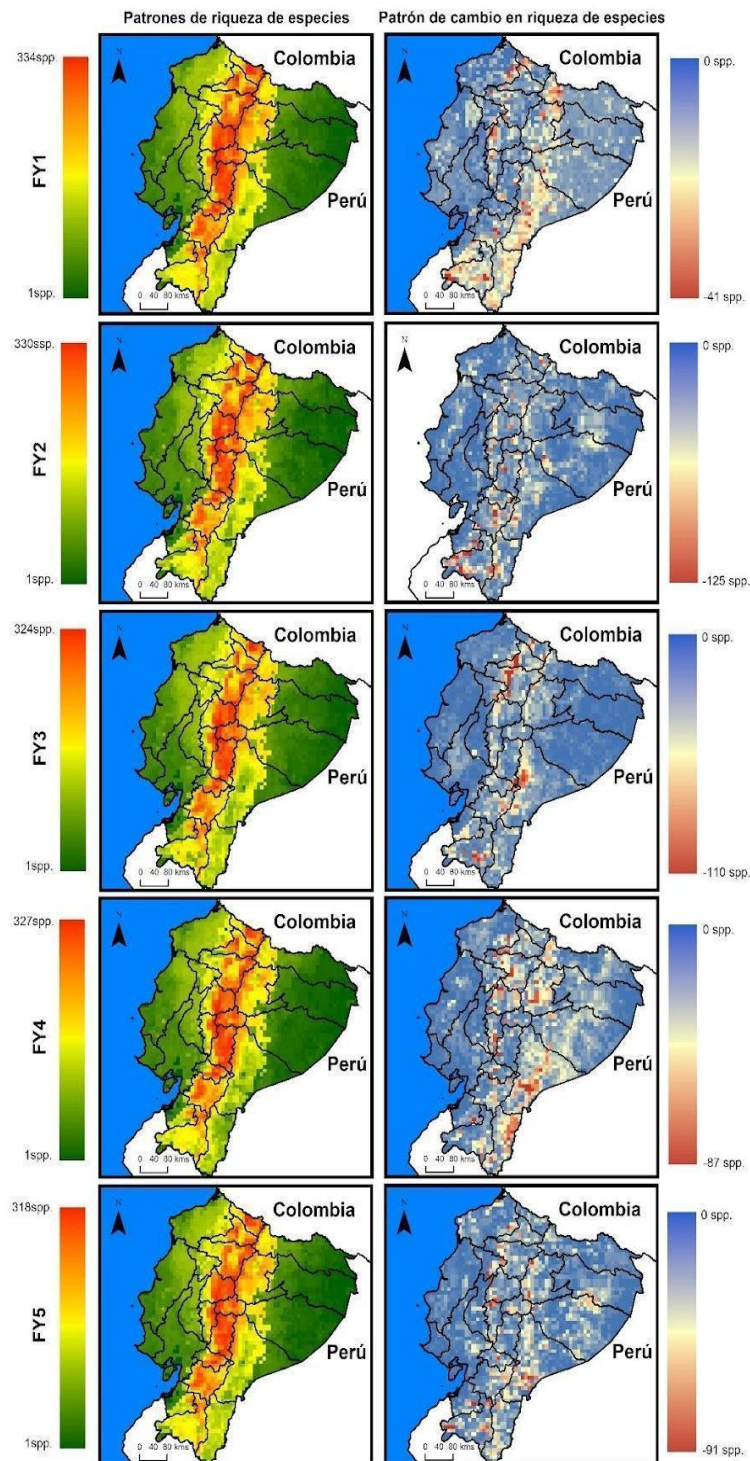 Patrones de riqueza de especies
Patrón de cambio en riqueza de especies
FY1
334spp.
1spp.
N
Colombia
Perú
0 40 80 kms
N
Colombia
Perú
0 40 80 kms
0 spp.
-41 spp.
FY2
330ssp.
1spp.
N
Colombia
Perú
0 40 80 kms
N
Colombia
Perú
0 40 80 kms
0 spp.
-125 spp.
FY3
324spp.
1spp.
N
Colombia
Perú
0 40 80 kms
N
Colombia
Perú
0 40 80 kms
0 spp.
-110 spp.
FY4
327spp.
1spp.
N
Colombia
Perú
0 40 80 kms
N
Colombia
Perú
0 40 80 kms
0 spp.
-87 spp.
FY5
318spp.
1spp.
N
Colombia
Perú
0 40 80 kms
N
Colombia
Perú
0 40 80 kms
0 spp.
-91 spp.